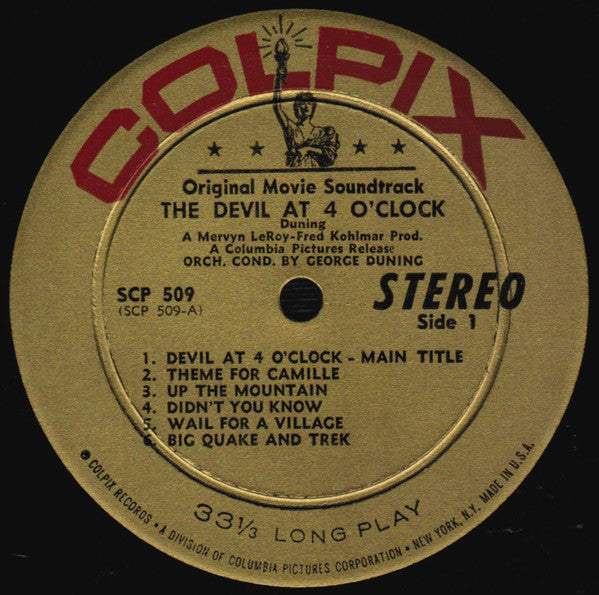 COLPIX
Original Movie Soundtrack
THE DEVIL AT 4 O'CLOCK
Duning
A Mervyn LeRoy-Fred Kohlmar Prod.
A Columbia Pictures Release
ORCH. COND. BY GEORGE DUNING
SCP 509
(SCP 509-A)
STEREO
Side 1
1. DEVIL AT 4 O'CLOCK - MAIN TITLE
2. THEME FOR CAMILLE
3. UP THE MOUNTAIN
4. DIDN'T YOU KNOW
5. WAIL FOR A VILLAGE
6. BIG QUAKE AND TREK
33⅓ LONG PLAY
® COLPIX RECORDS • A DIVISION OF COLUMBIA PICTURES CORPORATION • NEW YORK, N.Y. MADE IN U.S.A.